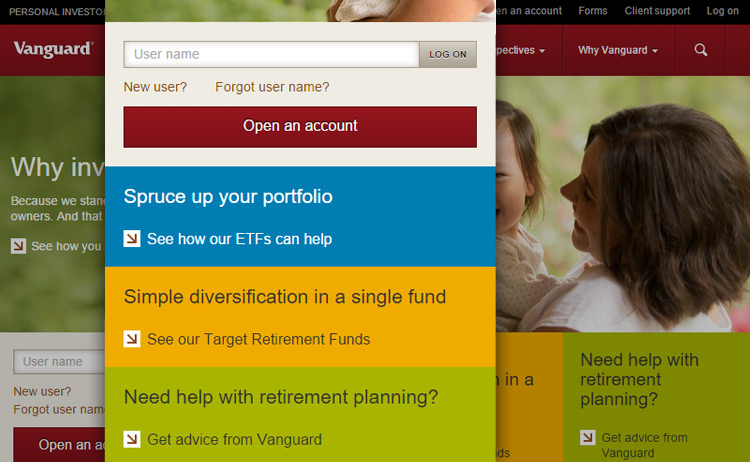 PERSONAL INVESTO
en an account Forms Client support Log on
Vanguard®
pectives Why Vanguard
User name LOG ON
New user? Forgot user name?
Open an account
Spruce up your portfolio
See how our ETFs can help
Simple diversification in a single fund
See our Target Retirement Funds
Need help with retirement planning?
Get advice from Vanguard
Why inv
Because we stan
owners. And that
See how you
User name
New user?
Forgot user nam
Open an ac
n in a
ds
Need help with
retirement
planning?
Get advice from
Vanguard